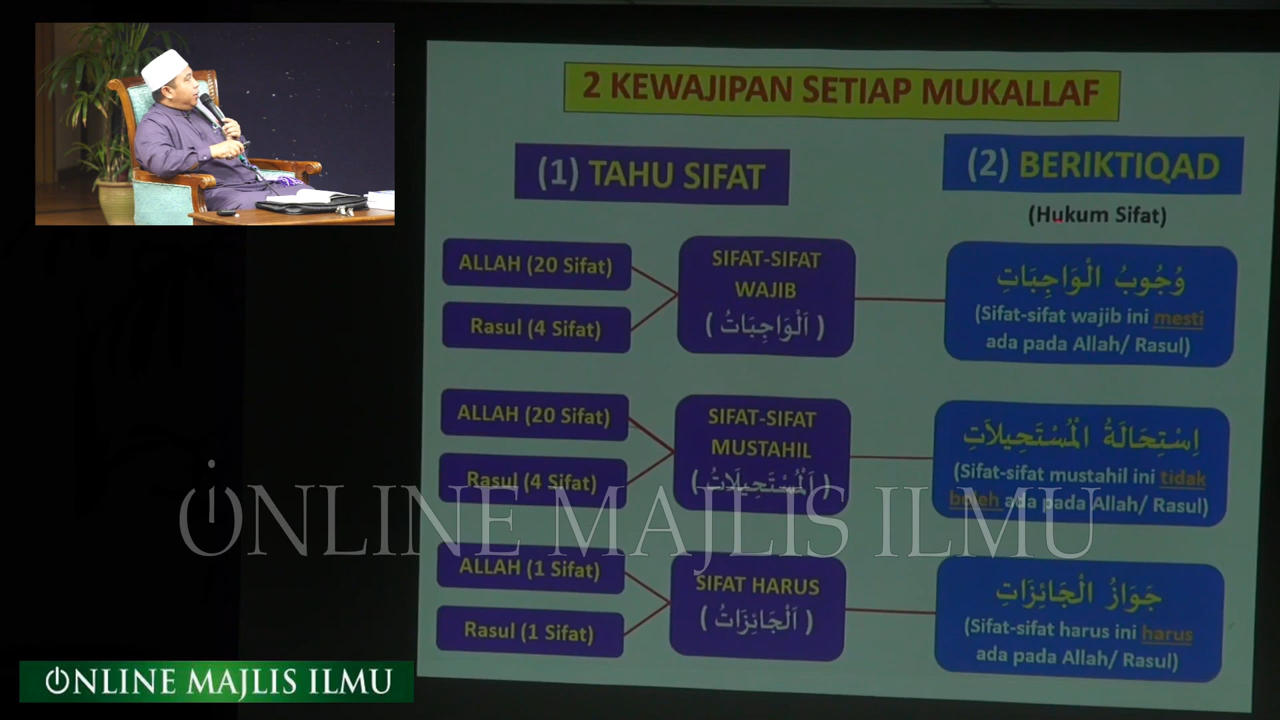 2 KEWAJIPAN SETIAP MUKALLAF
(1) TAHU SIFAT
(2) BERIKTIQAD
(Hukum Sifat)
ALLAH (20 Sifat)
Rasul (4 Sifat)
SIFAT-SIFAT
WAJIB
( اَلْوَاجِبَاتُ )
وُجُوبُ الْوَاجِبَاتِ
(Sifat-sifat wajib ini mesti
ada pada Allah/ Rasul)
ALLAH (20 Sifat)
Rasul (4 Sifat)
SIFAT-SIFAT
MUSTAHIL
( اَلْمُسْتَحِيلَاتُ )
اِسْتِحَالَةُ الْمُسْتَحِيلاَتِ
(Sifat-sifat mustahil ini tidak
boleh ada pada Allah/ Rasul)
ALLAH (1 Sifat)
Rasul (1 Sifat)
SIFAT HARUS
( اَلْجَائِزَاتُ )
جَوَازُ الْجَائِزَاتِ
(Sifat-sifat harus ini harus
ada pada Allah/ Rasul)
ONLINE MAJLIS ILMU
ONLINE MAJLIS ILMU